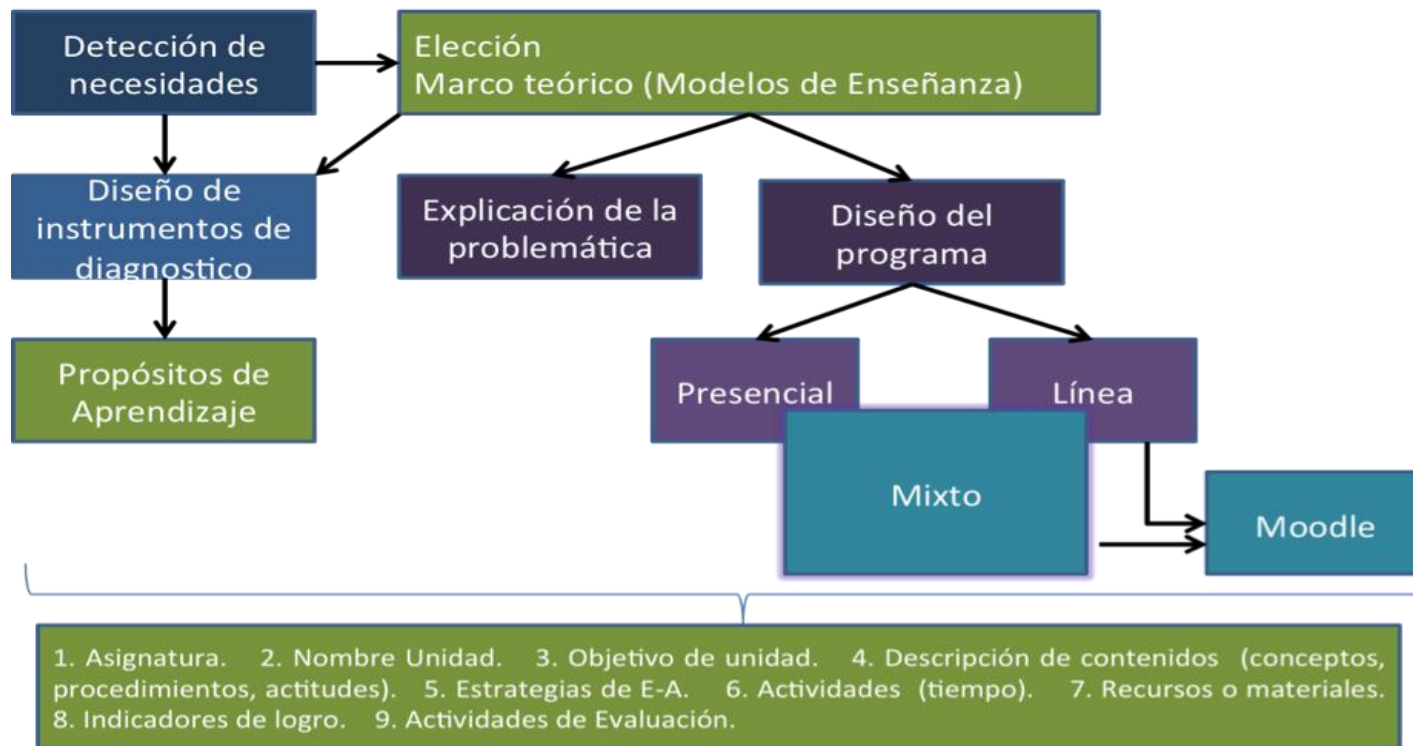 Detección de
necesidades
Elección
Marco teórico (Modelos de Enseñanza)
Diseño de
instrumentos de
diagnostico
Explicación de la
problemática
Diseño del
programa
Propósitos de
Aprendizaje
Presencial
Línea
Mixto
Moodle
1. Asignatura. 2. Nombre Unidad. 3. Objetivo de unidad. 4. Descripción de contenidos (conceptos,
procedimientos, actitudes). 5. Estrategias de E-A. 6. Actividades (tiempo). 7. Recursos o materiales.
8. Indicadores de logro. 9. Actividades de Evaluación.